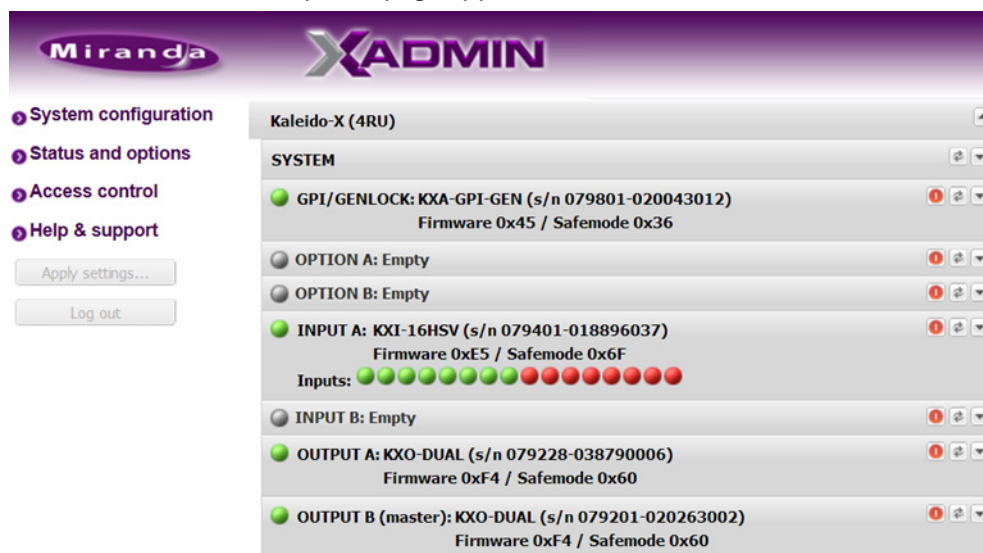 Miranda
XADMIN
System configuration
Status and options
Access control
Help & support
Apply settings...
Log out
Kaleido-X (4RU)
SYSTEM
GPI/GENLOCK: KXA-GPI-GEN (s/n 079801-020043012)
Firmware 0x45 / Safemode 0x36
OPTION A: Empty
OPTION B: Empty
INPUT A: KXI-16HSV (s/n 079401-018896037)
Firmware 0xE5 / Safemode 0x6F
Inputs:
INPUT B: Empty
OUTPUT A: KXO-DUAL (s/n 079228-038790006)
Firmware 0xF4 / Safemode 0x60
OUTPUT B (master): KXO-DUAL (s/n 079201-020263002)
Firmware 0xF4 / Safemode 0x60